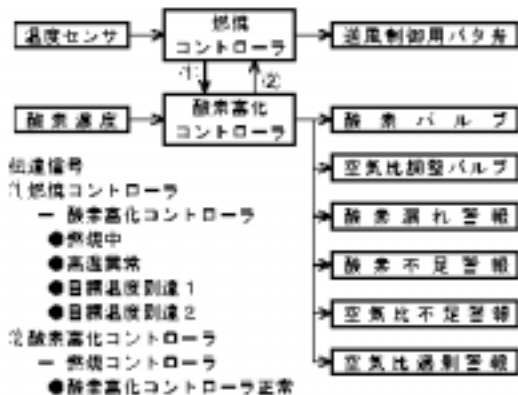 温度センサ
燃焼
コントローラ
送風制御用バタ弁
(1)
(2)
酸素濃度
酸素富化
コントローラ
酸素バルブ
空気比調整バルブ
酸素漏れ警報
酸素不足警報
空気比不足警報
空気比過剰警報
伝達信号
(1)燃焼コントローラ
ー 酸素富化コントローラ
●燃焼中
●高温異常
●目標温度到達1
●目標温度到達2
(2)酸素富化コントローラ
ー 燃焼コントローラ
●酸素富化コントローラ正常